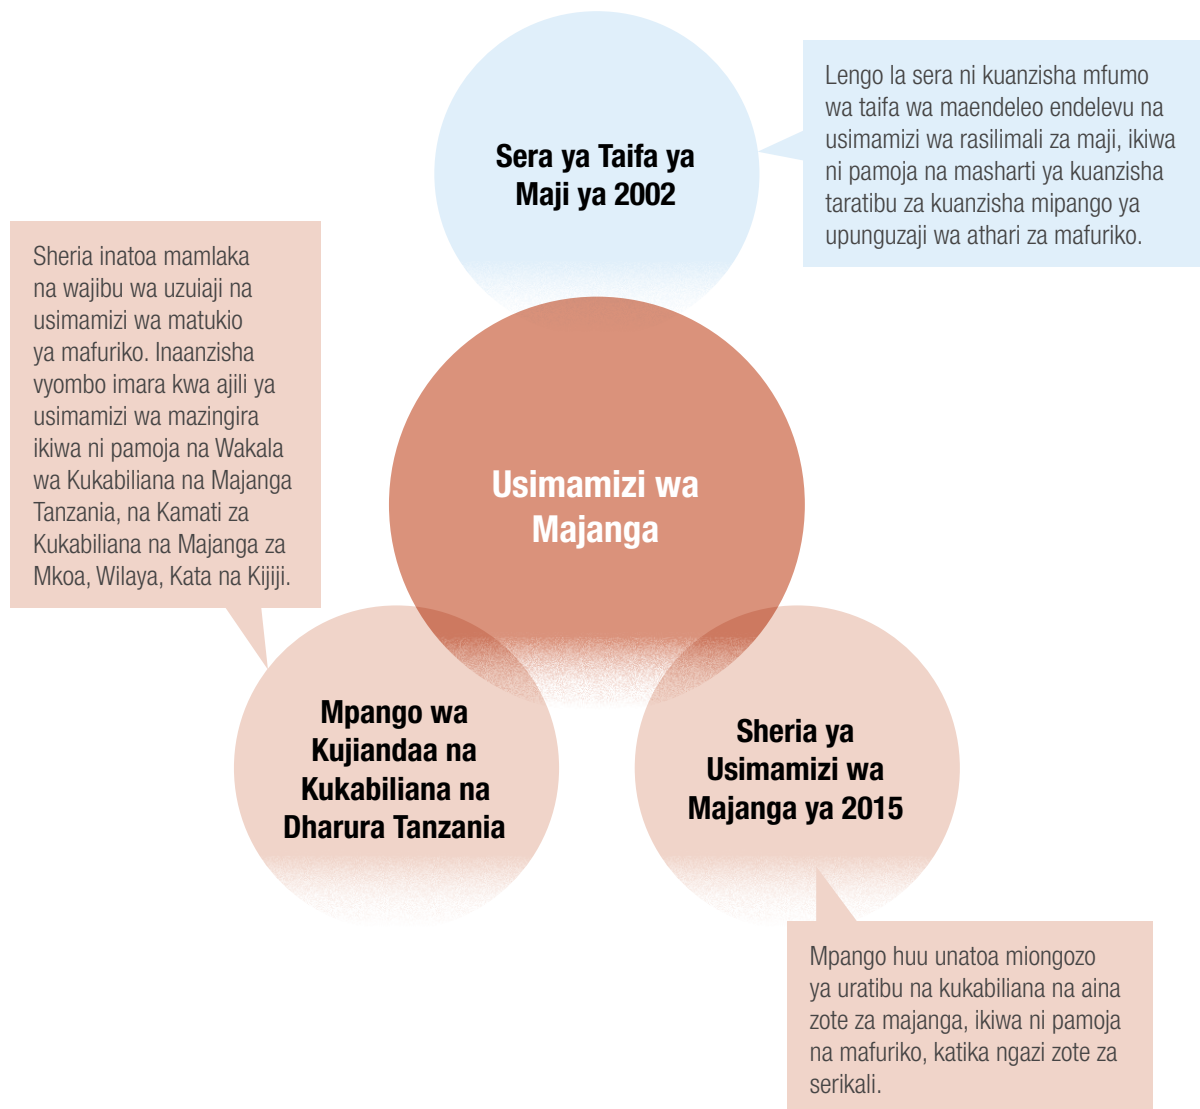 Sera ya Taifa ya
Maji ya 2002
Lengo la sera ni kuanzisha mfumo
wa taifa wa maendeleo endelevu na
usimamizi wa rasilimali za maji, ikiwa
ni pamoja na masharti ya kuanzisha
taratibu za kuanzisha mipango ya
upunguzaji wa athari za mafuriko.
Sheria inatoa mamlaka
na wajibu wa uzuiaji na
usimamizi wa matukio
ya mafuriko. Inaanzisha
vyombo imara kwa ajili ya
usimamizi wa mazingira
ikiwa ni pamoja na Wakala
wa Kukabiliana na Majanga
Tanzania, na Kamati za
Kukabiliana na Majanga za
Mkoa, Wilaya, Kata na Kijiji.
Usimamizi wa
Majanga
Mpango wa
Kujiandaa na
Kukabiliana na
Dharura Tanzania
Sheria ya
Usimamizi wa
Majanga ya 2015
Mpango huu unatoa miongozo
ya uratibu na kukabiliana na aina
zote za majanga, ikiwa ni pamoja
na mafuriko, katika ngazi zote za
serikali.